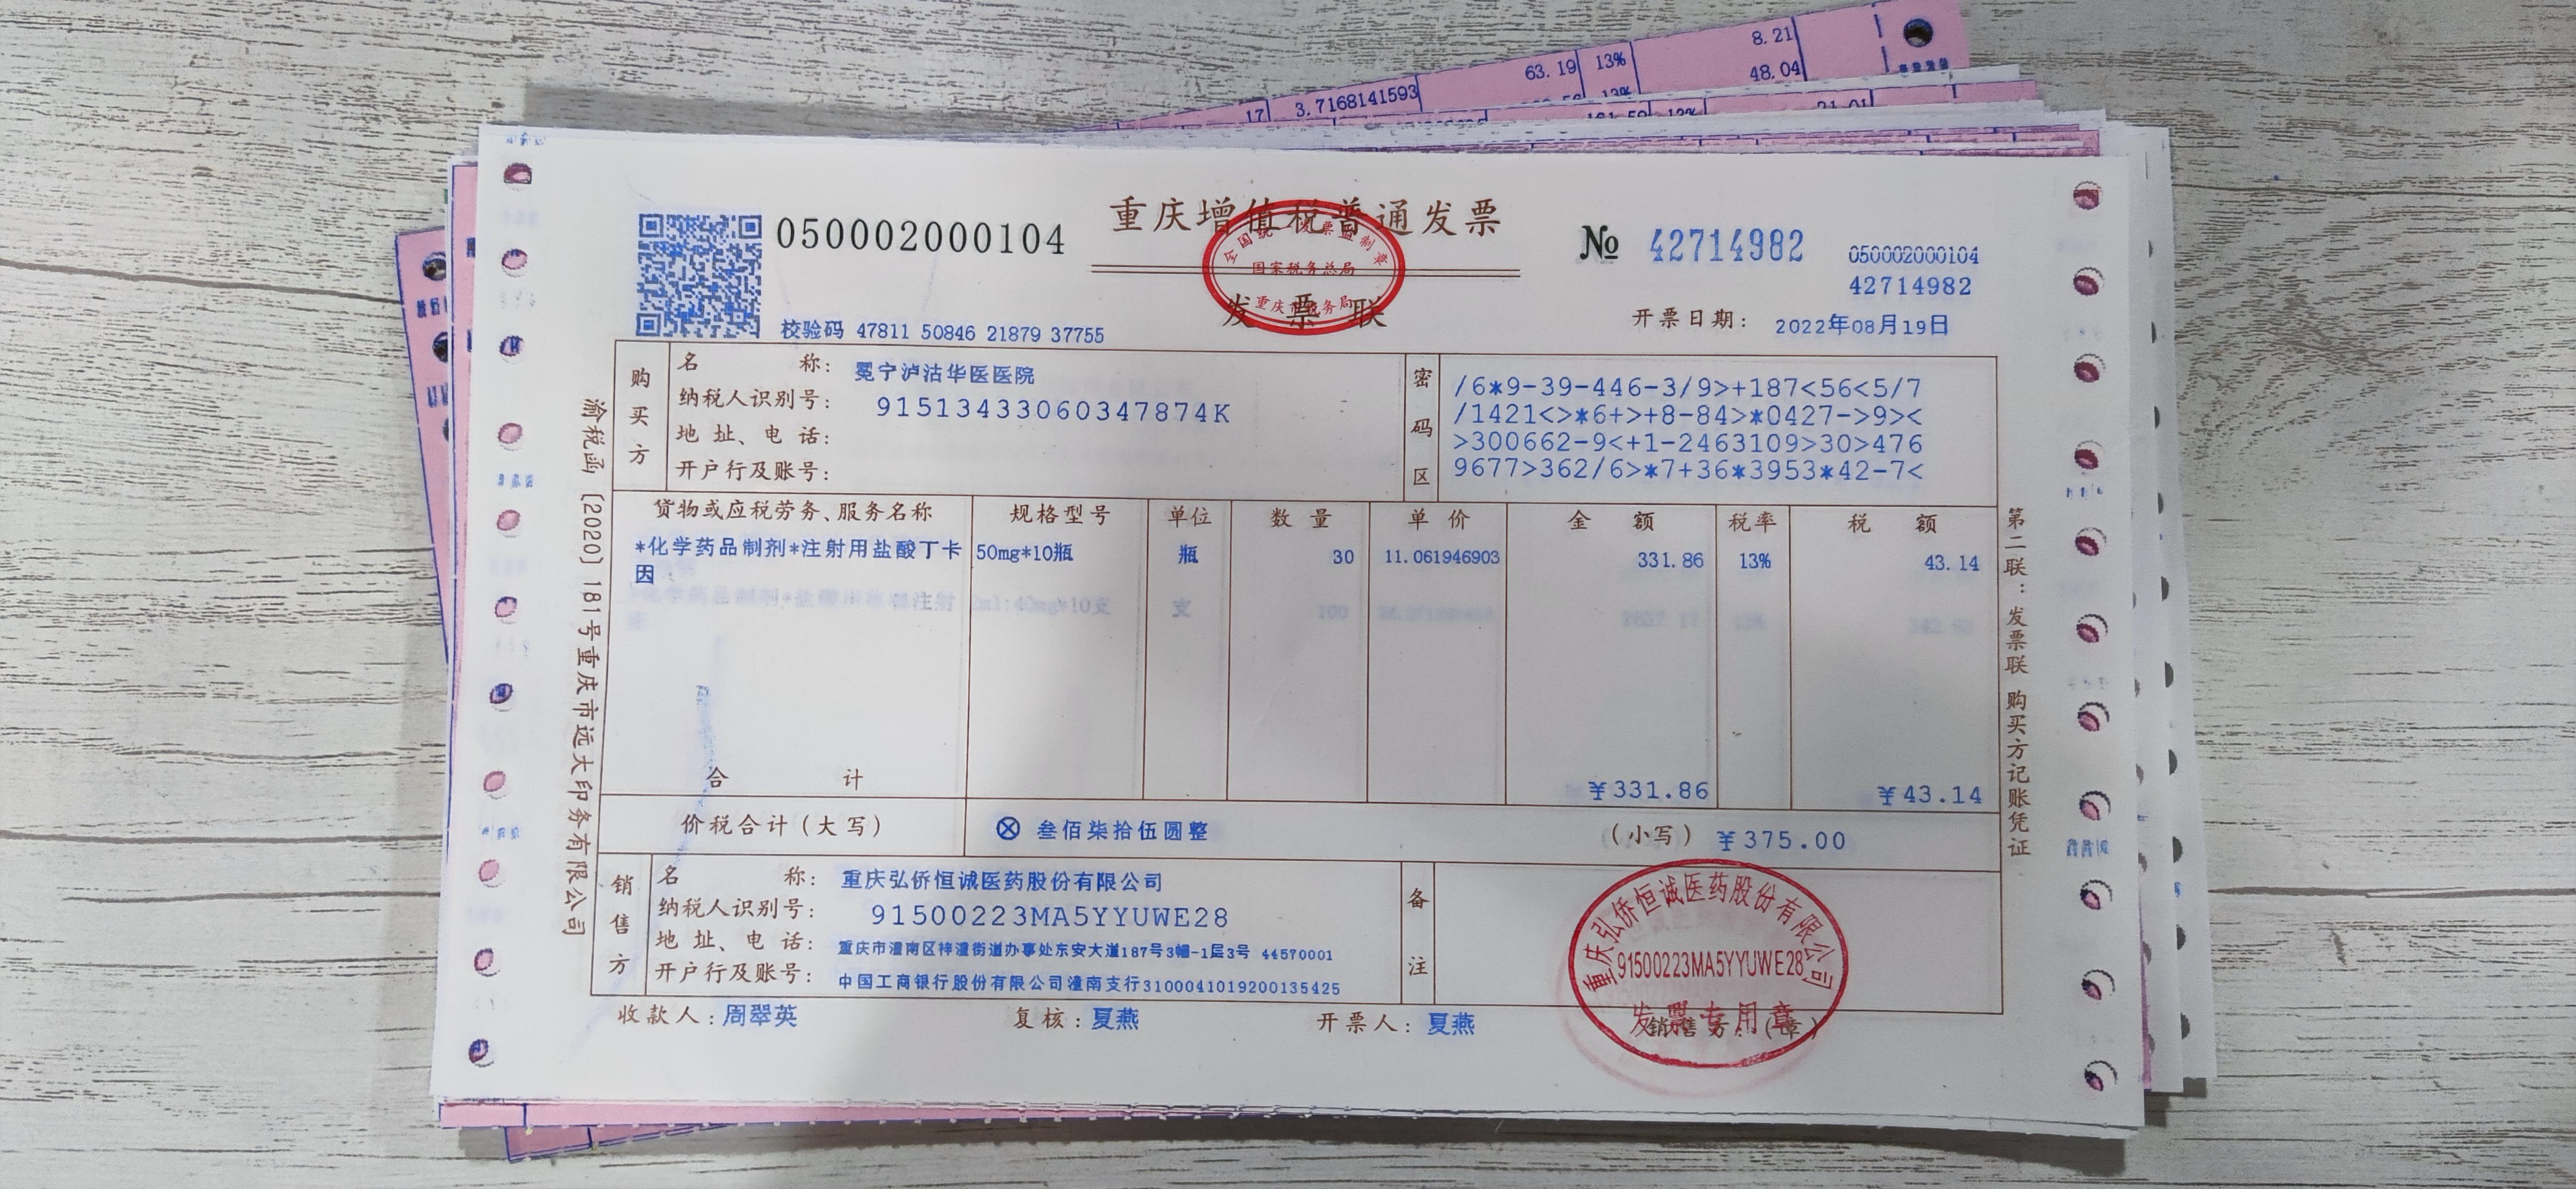 8.21
63.19 13% 48.04
17 3.7168141593
重庆增值税普通发票
050002000104
№ 42714982
050002000104
42714982
全国统一发票监制章
国家税务总局
重庆市税务局
发票联
校验码 47811 50846 21879 37755
开票日期: 2022年08月19日
购买方
名称: 冕宁泸沽华医医院
纳税人识别号: 91513433060347874K
地址、电话:
开户行及账号:
密码区
/6*9-39-446-3/9>+187<56<5/7
/1421<>*6+>+8-84>*0427->9><
>300662-9<+1-2463109>30>476
9677>362/6>*7+36*3953*42-7<
货物或应税劳务、服务名称 规格型号 单位 数量 单价 金额 税率 税额
*化学药品制剂*注射用盐酸丁卡 50mg*10瓶 瓶 30 11.061946903 331.86 13% 43.14
因
合计 ¥331.86 ¥43.14
价税合计(大写) ⊗ 叁佰柒拾伍圆整 (小写) ¥375.00
销售方
名称: 重庆弘侨恒诚医药股份有限公司
纳税人识别号: 91500223MA5YYUWE28
地址、电话: 重庆市潼南区梓潼街道办事处东安大道187号3幢-1层3号 44570001
开户行及账号: 中国工商银行股份有限公司潼南支行3100041019200135425
备注
重庆弘侨恒诚医药股份有限公司
91500223MA5YYUWE28
发票专用章
收款人: 周翠英 复核: 夏燕 开票人: 夏燕 销售方:(章)
渝税函〔2020〕181号重庆市远大印务有限公司
第二联:发票联 购买方记账凭证